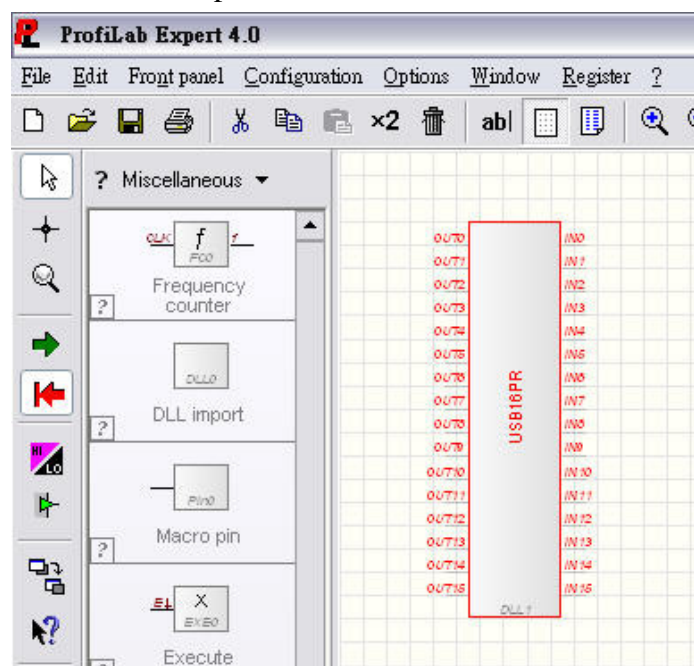 ProfiLab Expert 4.0
File Edit Front panel Configuration Options Window Register ?
×2 ab|
? Miscellaneous
CLK f f
FC0
Frequency
counter
?
DLL0
DLL import
?
Pin0
Macro pin
?
X
EXE0
Execute
?
HI
LO
?
OUT0 IN0
OUT1 IN1
OUT2 IN2
OUT3 IN3
OUT4 IN4
OUT5 IN5
OUT6 IN6
OUT7 IN7
OUT8 IN8
OUT9 IN9
OUT10 IN10
OUT11 IN11
OUT12 IN12
OUT13 IN13
OUT14 IN14
OUT15 IN15
USB16PR
DLL1